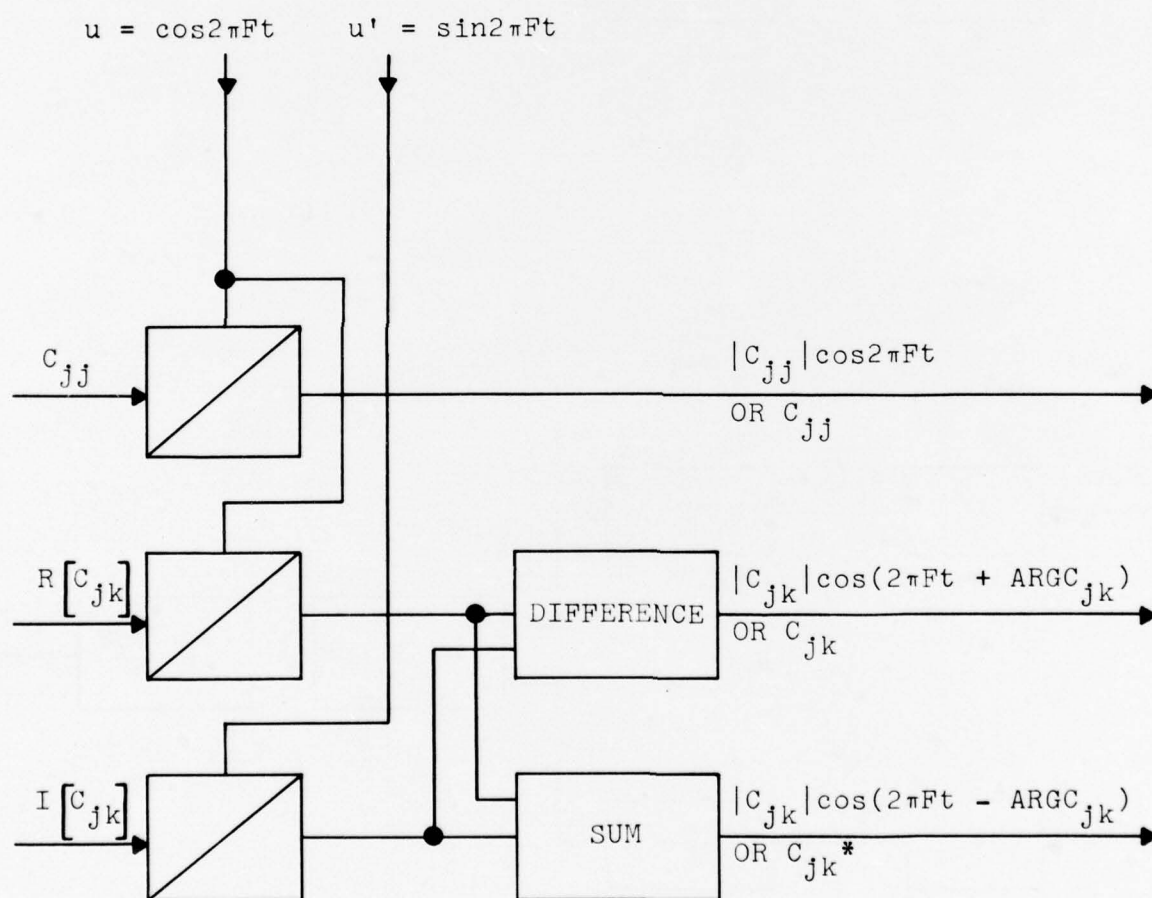 u = cos2πFt u' = sin2πFt
C_jj
|C_jj|cos2πFt
OR C_jj
R[C_jk]
DIFFERENCE
|C_jk|cos(2πFt + ARGC_jk)
OR C_jk
I[C_jk]
SUM
|C_jk|cos(2πFt - ARGC_jk)
OR C_jk*